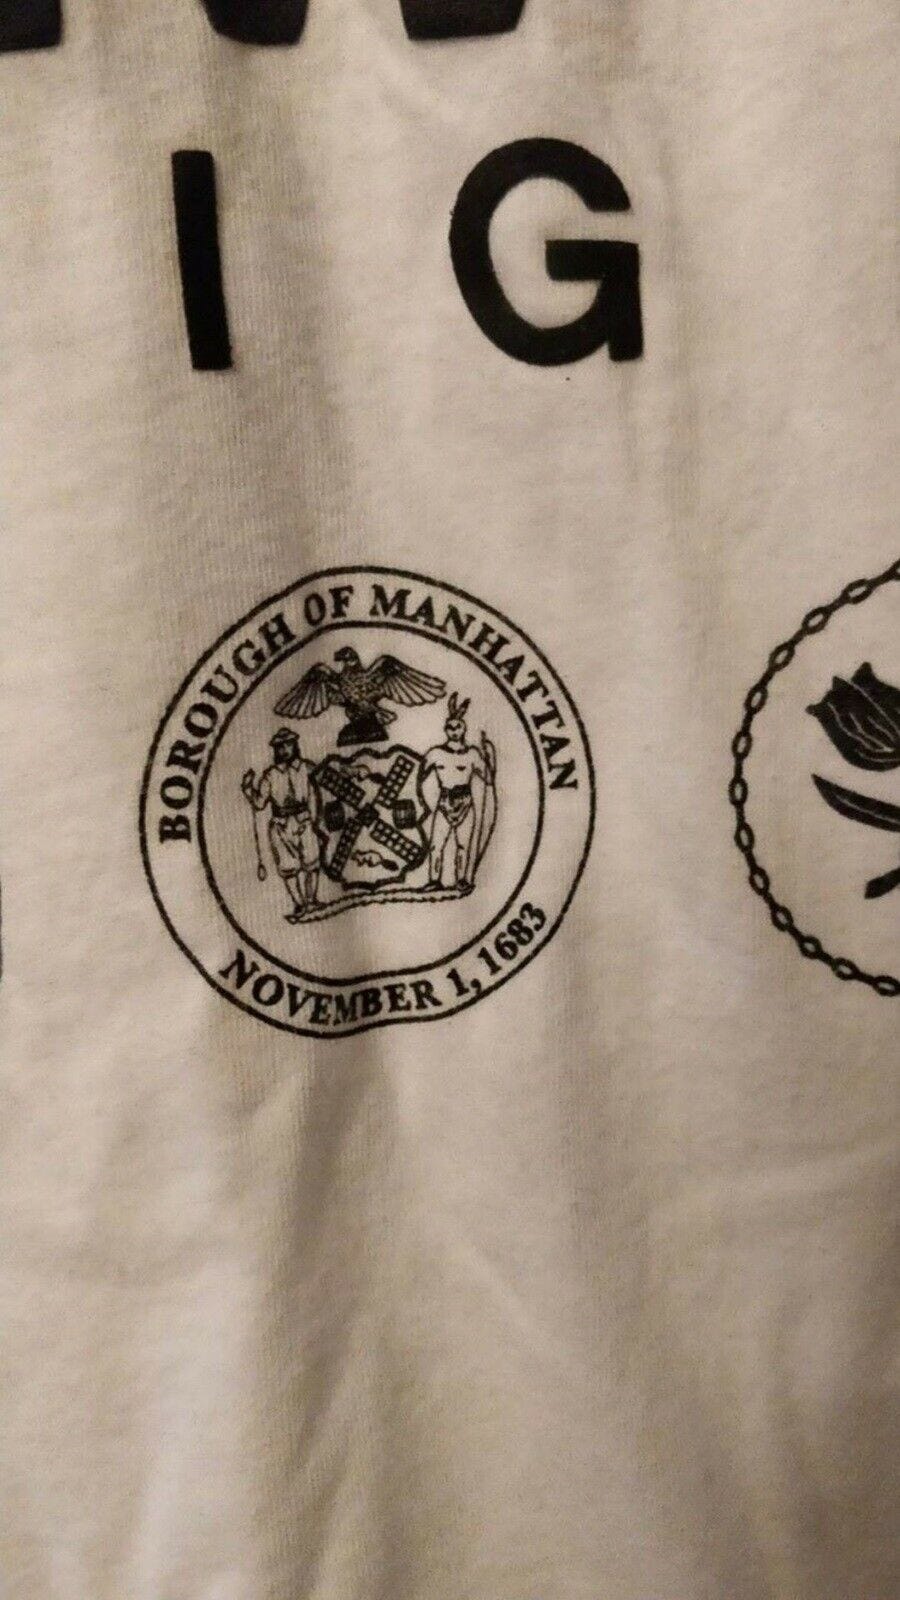 I G
BOROUGH OF MANHATTAN
NOVEMBER 1, 1683